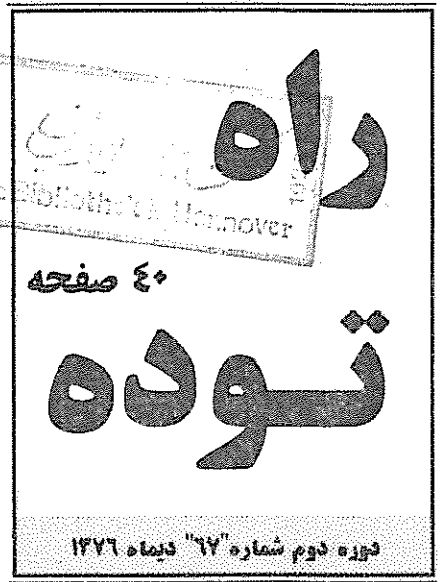 راه
Bibliothek Hannover
۴۰ صفحه
توده
دوره دوم شماره "۶۷" دیماه ۱۳۷۶